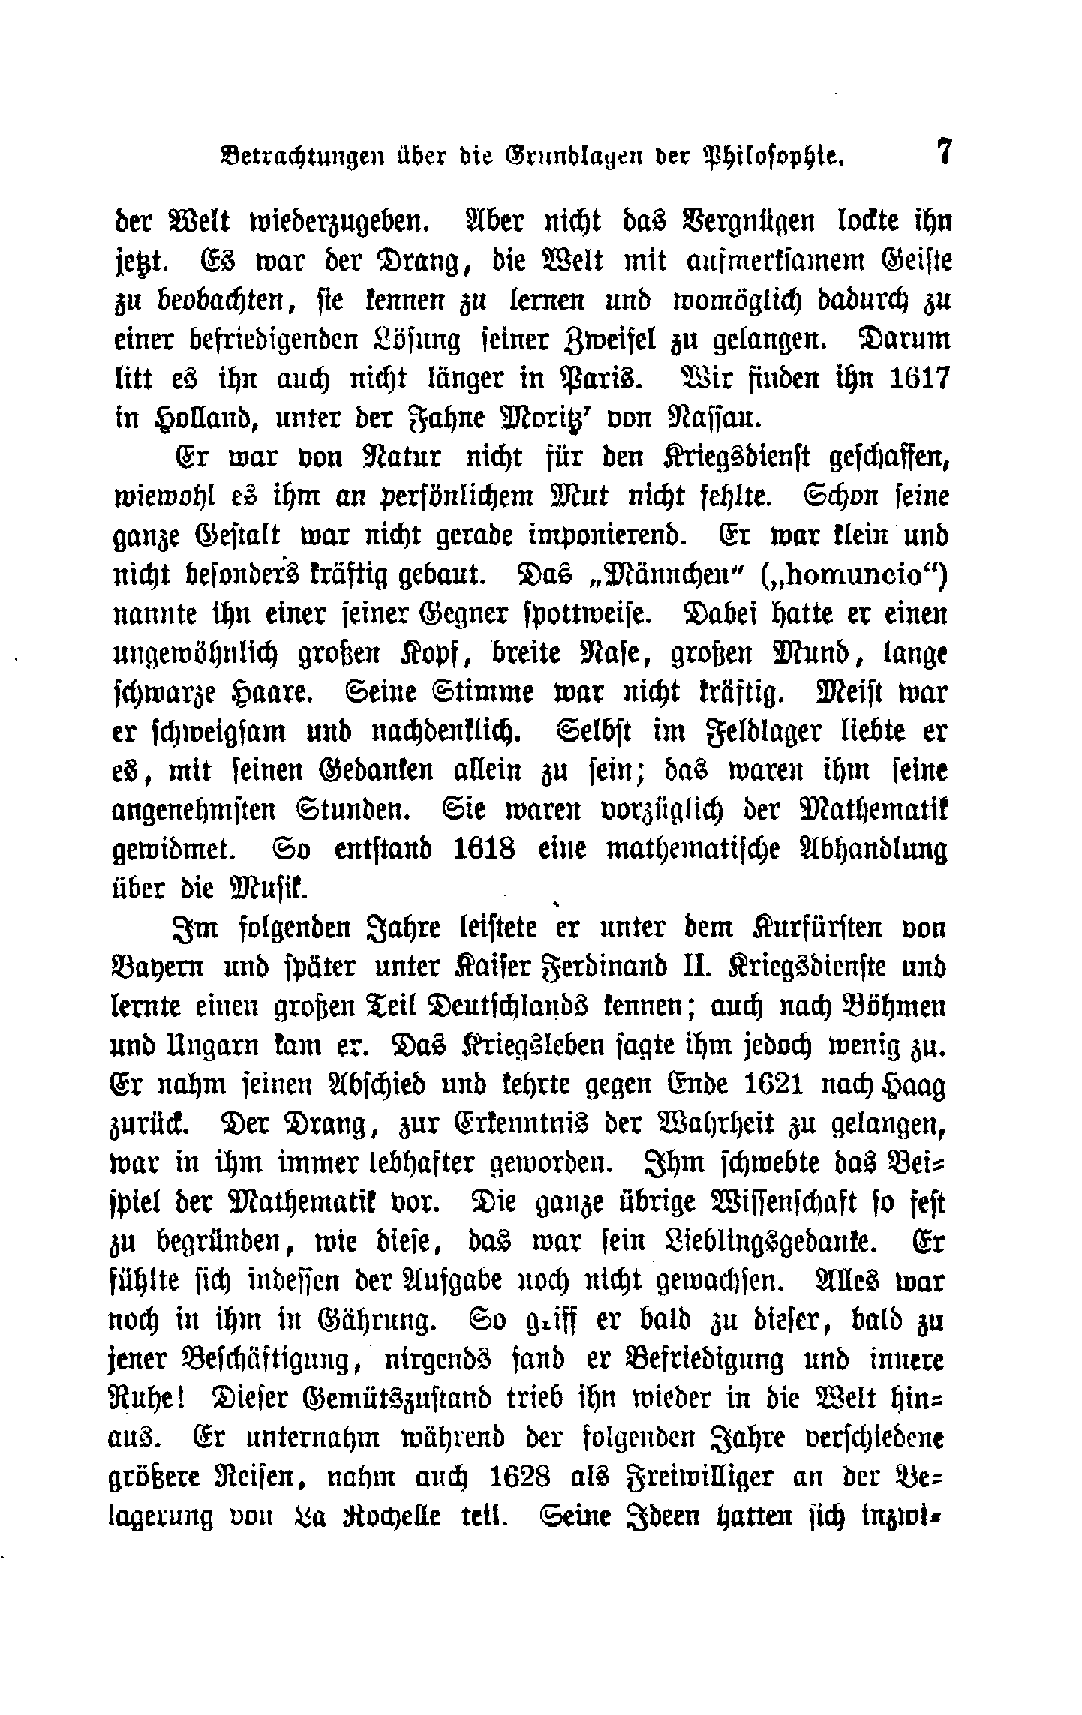 Betrachtungen über die Grundlagen der Philosophie. 7
der Welt wiederzugeben. Aber nicht das Vergnügen lockte ihn
jetzt. Es war der Drang, die Welt mit aufmerksamem Geiste
zu beobachten, sie kennen zu lernen und womöglich dadurch zu
einer befriedigenden Lösung seiner Zweifel zu gelangen. Darum
litt es ihn auch nicht länger in Paris. Wir finden ihn 1617
in Holland, unter der Fahne Moritz' von Nassau.
Er war von Natur nicht für den Kriegsdienst geschaffen,
wiewohl es ihm an persönlichem Mut nicht fehlte. Schon seine
ganze Gestalt war nicht gerade imponierend. Er war klein und
nicht besonders kräftig gebaut. Das „Männchen" („homuncio“)
nannte ihn einer seiner Gegner spottweise. Dabei hatte er einen
ungewöhnlich großen Kopf, breite Nase, großen Mund, lange
schwarze Haare. Seine Stimme war nicht kräftig. Meist war
er schweigsam und nachdenklich. Selbst im Feldlager liebte er
es, mit seinen Gedanken allein zu sein; das waren ihm seine
angenehmsten Stunden. Sie waren vorzüglich der Mathematik
gewidmet. So entstand 1618 eine mathematische Abhandlung
über die Musik.
Im folgenden Jahre leistete er unter dem Kurfürsten von
Bayern und später unter Kaiser Ferdinand II. Kriegsdienste und
lernte einen großen Teil Deutschlands kennen; auch nach Böhmen
und Ungarn kam er. Das Kriegsleben sagte ihm jedoch wenig zu.
Er nahm seinen Abschied und kehrte gegen Ende 1621 nach Haag
zurück. Der Drang, zur Erkenntnis der Wahrheit zu gelangen,
war in ihm immer lebhafter geworden. Ihm schwebte das Bei-
spiel der Mathematik vor. Die ganze übrige Wissenschaft so fest
zu begründen, wie diese, das war sein Lieblingsgedanke. Er
fühlte sich indessen der Aufgabe noch nicht gewachsen. Alles war
noch in ihm in Gährung. So griff er bald zu dieser, bald zu
jener Beschäftigung, nirgends fand er Befriedigung und innere
Ruhe! Dieser Gemütszustand trieb ihn wieder in die Welt hin-
aus. Er unternahm während der folgenden Jahre verschiedene
größere Reisen, nahm auch 1628 als Freiwilliger an der Be-
lagerung von La Rochelle teil. Seine Ideen hatten sich inzwi-